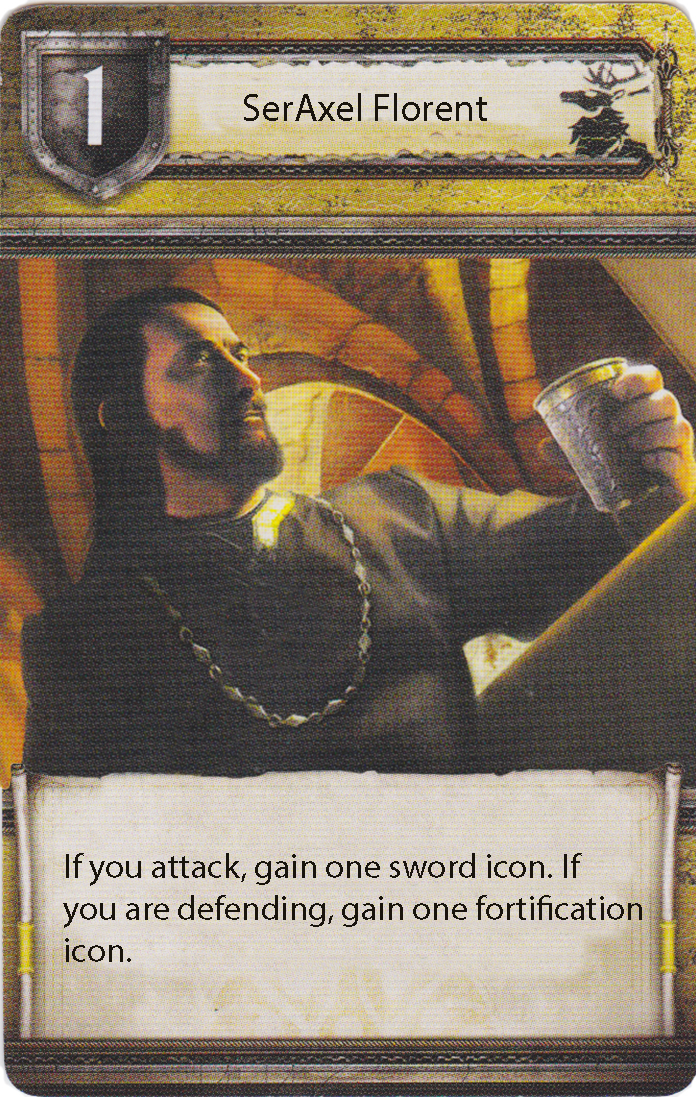 1
SerAxel Florent
If you attack, gain one sword icon. If
you are defending, gain one fortification
icon.